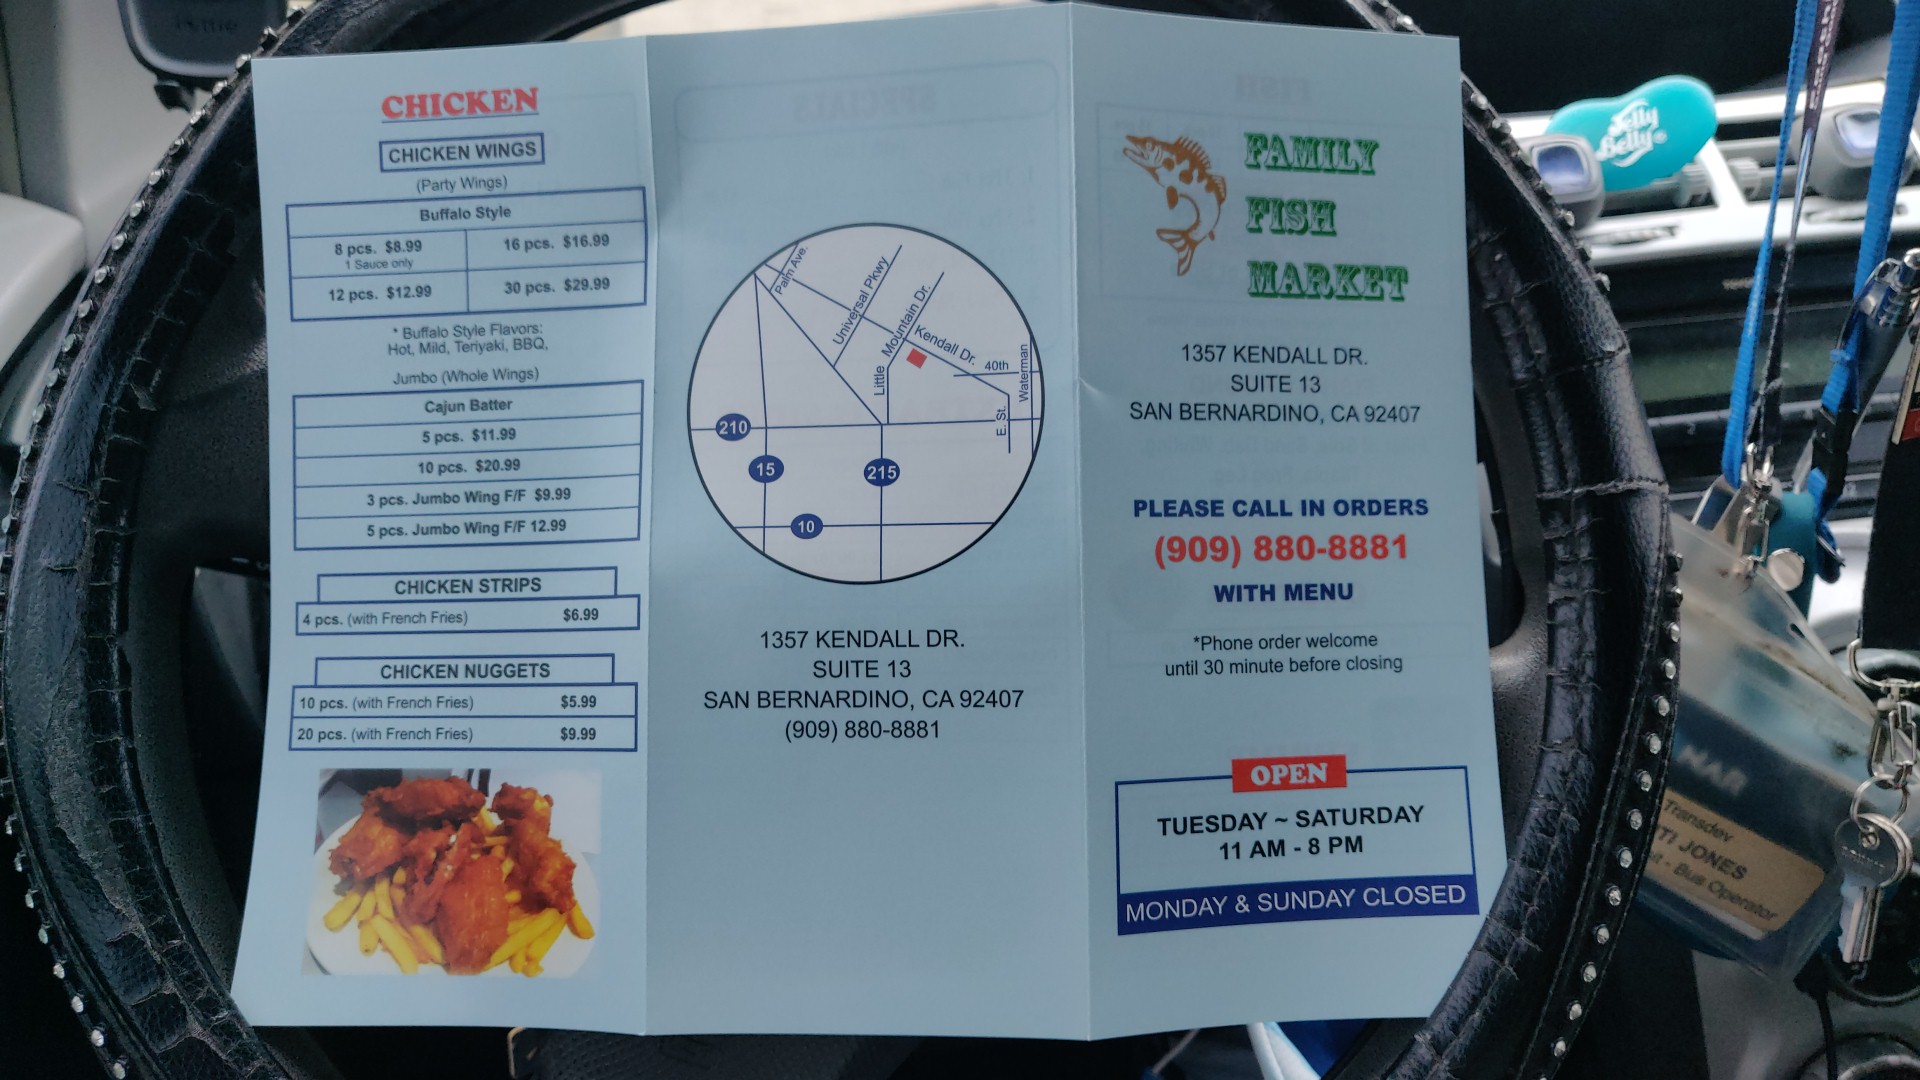 CHICKEN
CHICKEN WINGS
(Party Wings)
Buffalo Style
8 pcs. $8.99
1 Sauce only
16 pcs. $16.99
12 pcs. $12.99
30 pcs. $29.99
* Buffalo Style Flavors:
Hot, Mild, Teriyaki, BBQ,
Jumbo (Whole Wings)
Cajun Batter
5 pcs. $11.99
10 pcs. $20.99
3 pcs. Jumbo Wing F/F $9.99
5 pcs. Jumbo Wing F/F 12.99
CHICKEN STRIPS
4 pcs. (with French Fries) $6.99
CHICKEN NUGGETS
10 pcs. (with French Fries) $5.99
20 pcs. (with French Fries) $9.99
SPECIALS
Palm Ave.
Universal Pkwy
Little Mountain Dr.
Kendall Dr.
40th
Waterman
E. St.
210
15
215
10
1357 KENDALL DR.
SUITE 13
SAN BERNARDINO, CA 92407
(909) 880-8881
FISH
FAMILY
FISH
MARKET
1357 KENDALL DR.
SUITE 13
SAN BERNARDINO, CA 92407
PLEASE CALL IN ORDERS
(909) 880-8881
WITH MENU
*Phone order welcome
until 30 minute before closing
OPEN
TUESDAY ~ SATURDAY
11 AM - 8 PM
MONDAY & SUNDAY CLOSED
Jelly
Belly®
MAR
Transdev
TI JONES
- Bus Operator